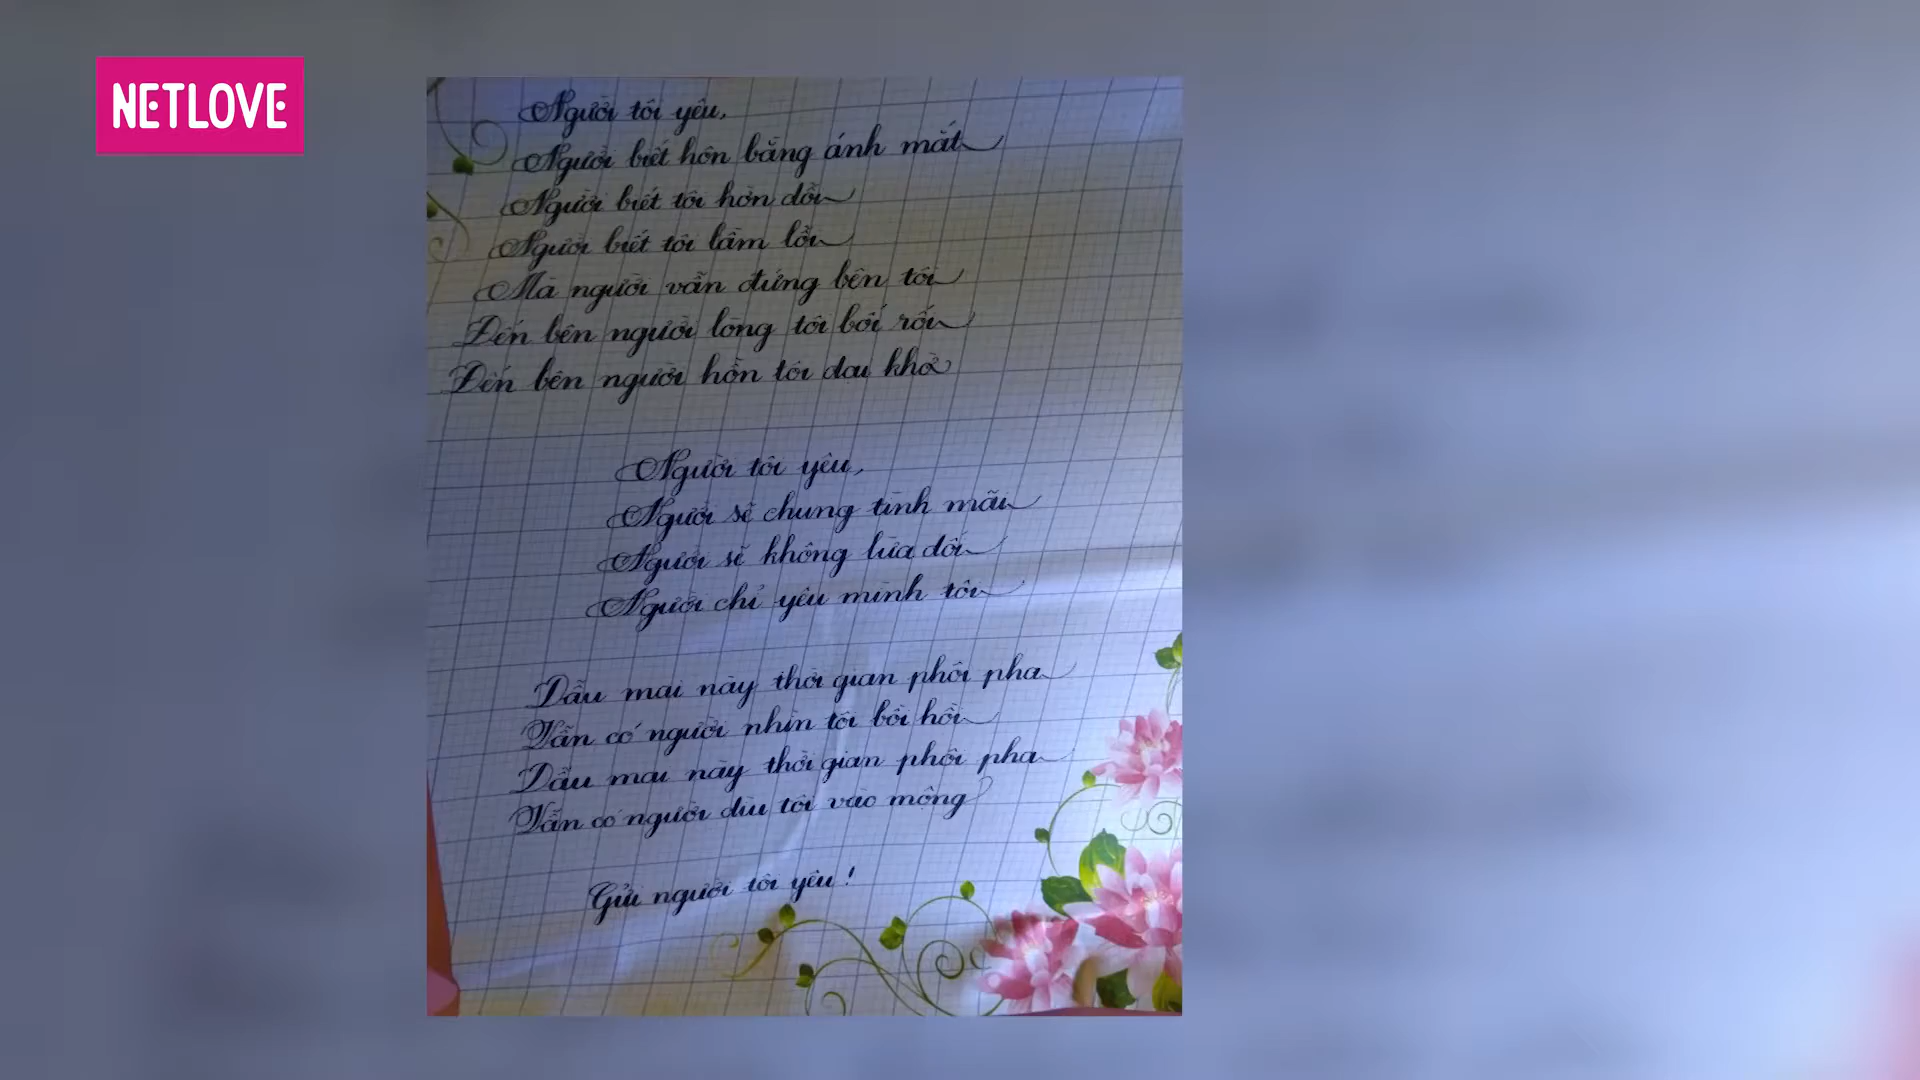 NETLOVE
Người tôi yêu,
Người biết hôn bằng ánh mắt
Người biết tôi hờn dỗi
Người biết tôi lầm lỗi
Mà người vẫn đứng bên tôi
Đến bên người lòng tôi bối rối
Đến bên người hồn tôi dại khờ
Người tôi yêu,
Người sẽ chung tình mãi
Người sẽ không lừa dối
Người chỉ yêu mình tôi
Dẫu mai này thời gian phôi pha
Vẫn có người nhìn tôi bồi hồi
Dẫu mai này thời gian phôi pha
Vẫn có người dìu tôi vào mộng
Gửi người tôi yêu!